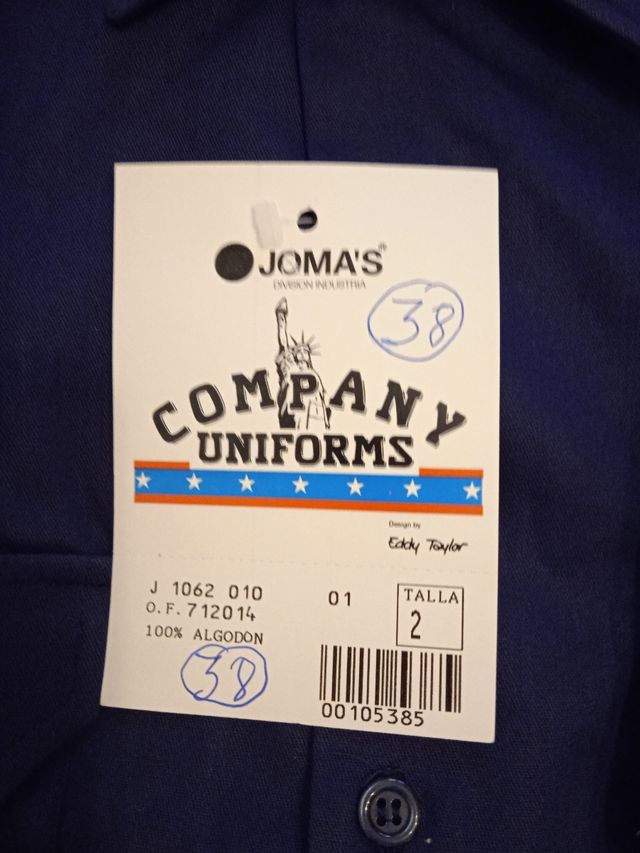 JOMA'S®
DIVISION INDUSTRIA
38
COMPANY
UNIFORMS
Design by
Eddy Taylor
J 1062 010
01
TALLA
2
O.F. 712014
100% ALGODON
38
00105385